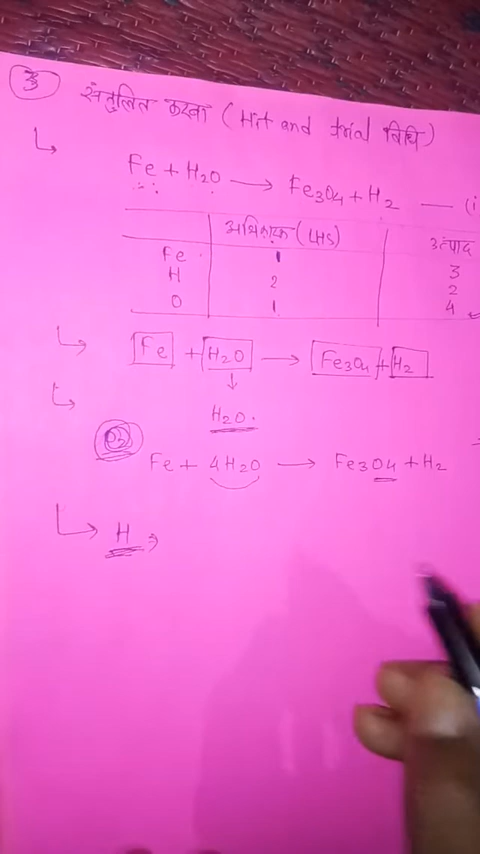 ③ संतुलित करना (Hit and trial विधि)
Fe + H2O → Fe3O4 + H2 — (i
अभिकारक (LHS) उत्पाद
Fe 1 3
H 2 2
O 1 4
Fe + H2O → Fe3O4 + H2
↓
H2O.
Fe + 4H2O → Fe3O4 + H2
H,